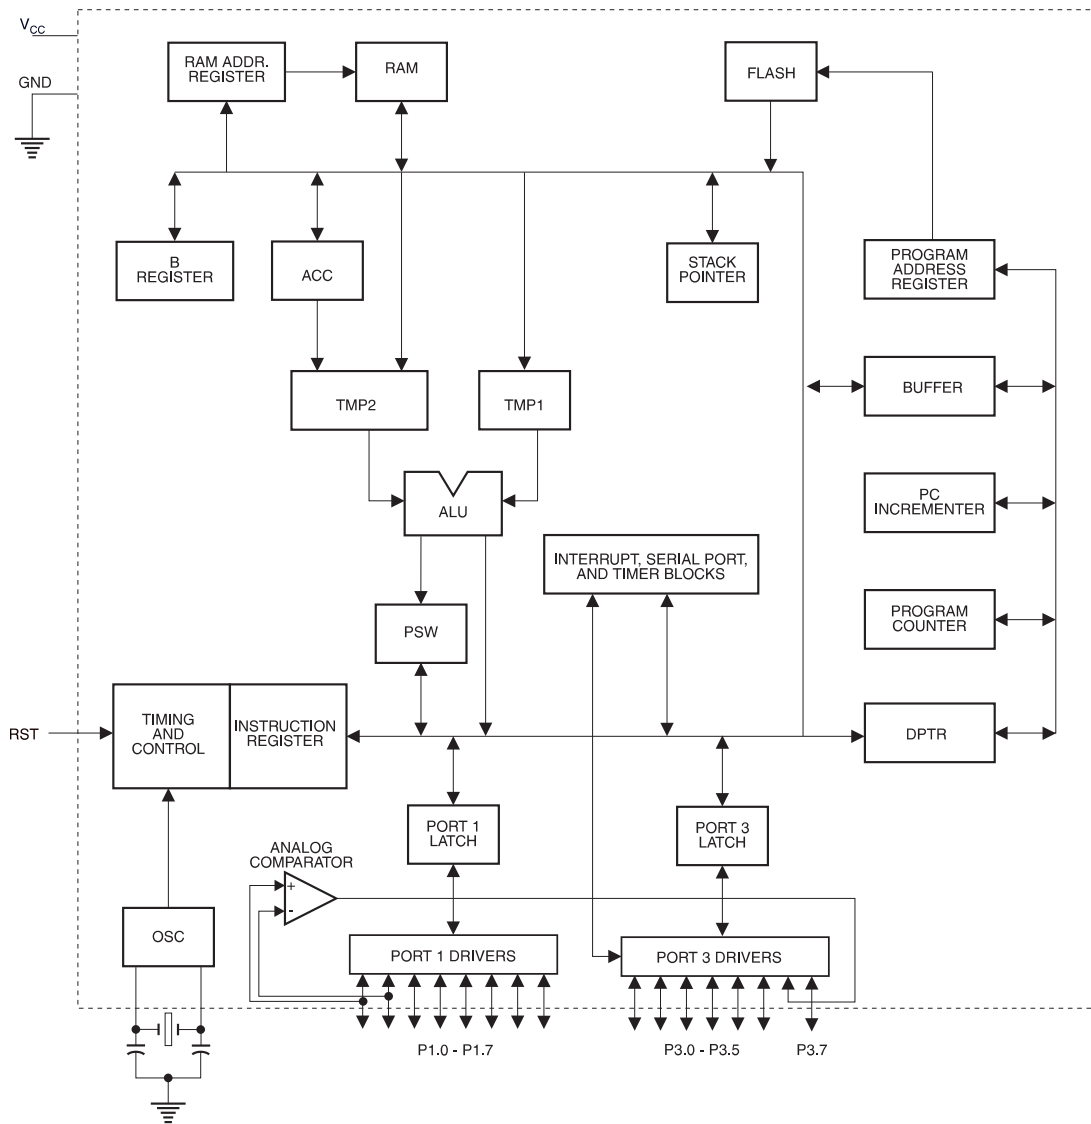 VCC
GND
RAM ADDR.
REGISTER
RAM
FLASH
B
REGISTER
ACC
STACK
POINTER
PROGRAM
ADDRESS
REGISTER
TMP2
TMP1
BUFFER
ALU
PC
INCREMENTER
INTERRUPT, SERIAL PORT,
AND TIMER BLOCKS
PSW
PROGRAM
COUNTER
RST
TIMING
AND
CONTROL
INSTRUCTION
REGISTER
DPTR
PORT 1
LATCH
PORT 3
LATCH
ANALOG
COMPARATOR
+
-
OSC
PORT 1 DRIVERS
PORT 3 DRIVERS
P1.0 - P1.7
P3.0 - P3.5
P3.7